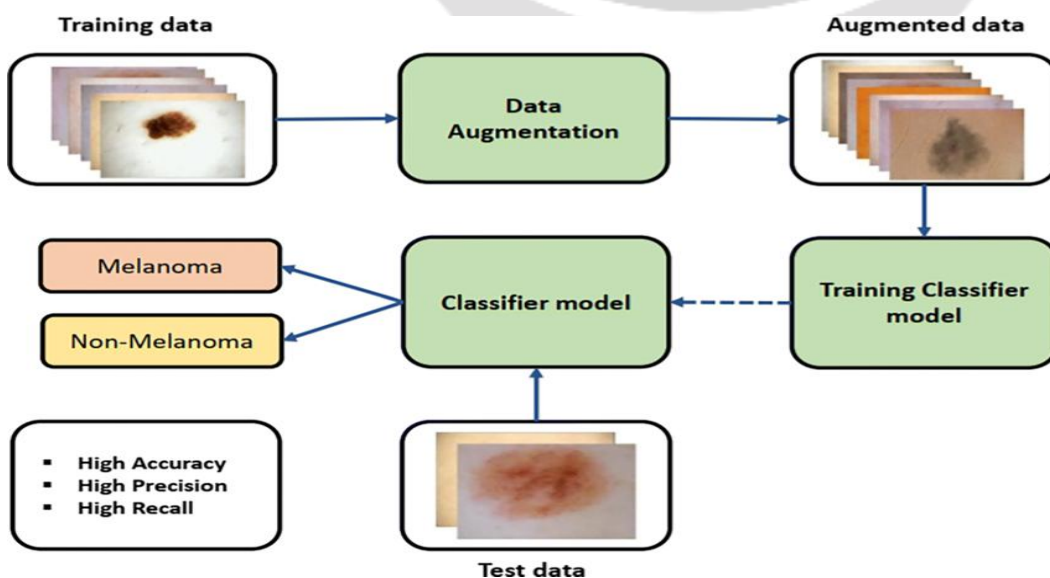 Training data
Augmented data
Data
Augmentation
Melanoma
Non-Melanoma
Classifier model
Training Classifier
model
▪ High Accuracy
▪ High Precision
▪ High Recall
Test data